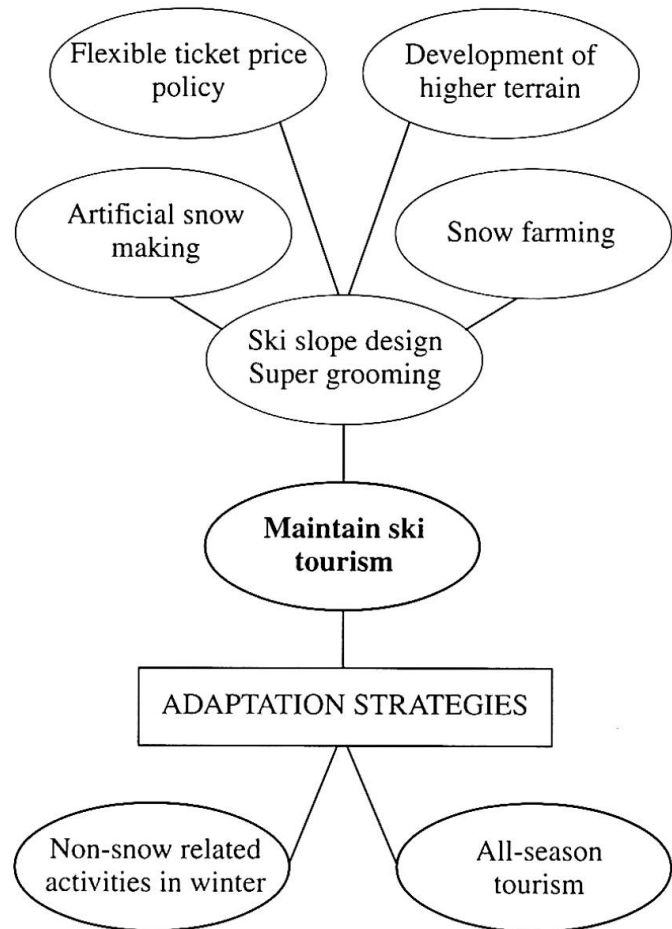 Flexible ticket price
policy
Development of
higher terrain
Artificial snow
making
Snow farming
Ski slope design
Super grooming
Maintain ski
tourism
ADAPTATION STRATEGIES
Non-snow related
activities in winter
All-season
tourism